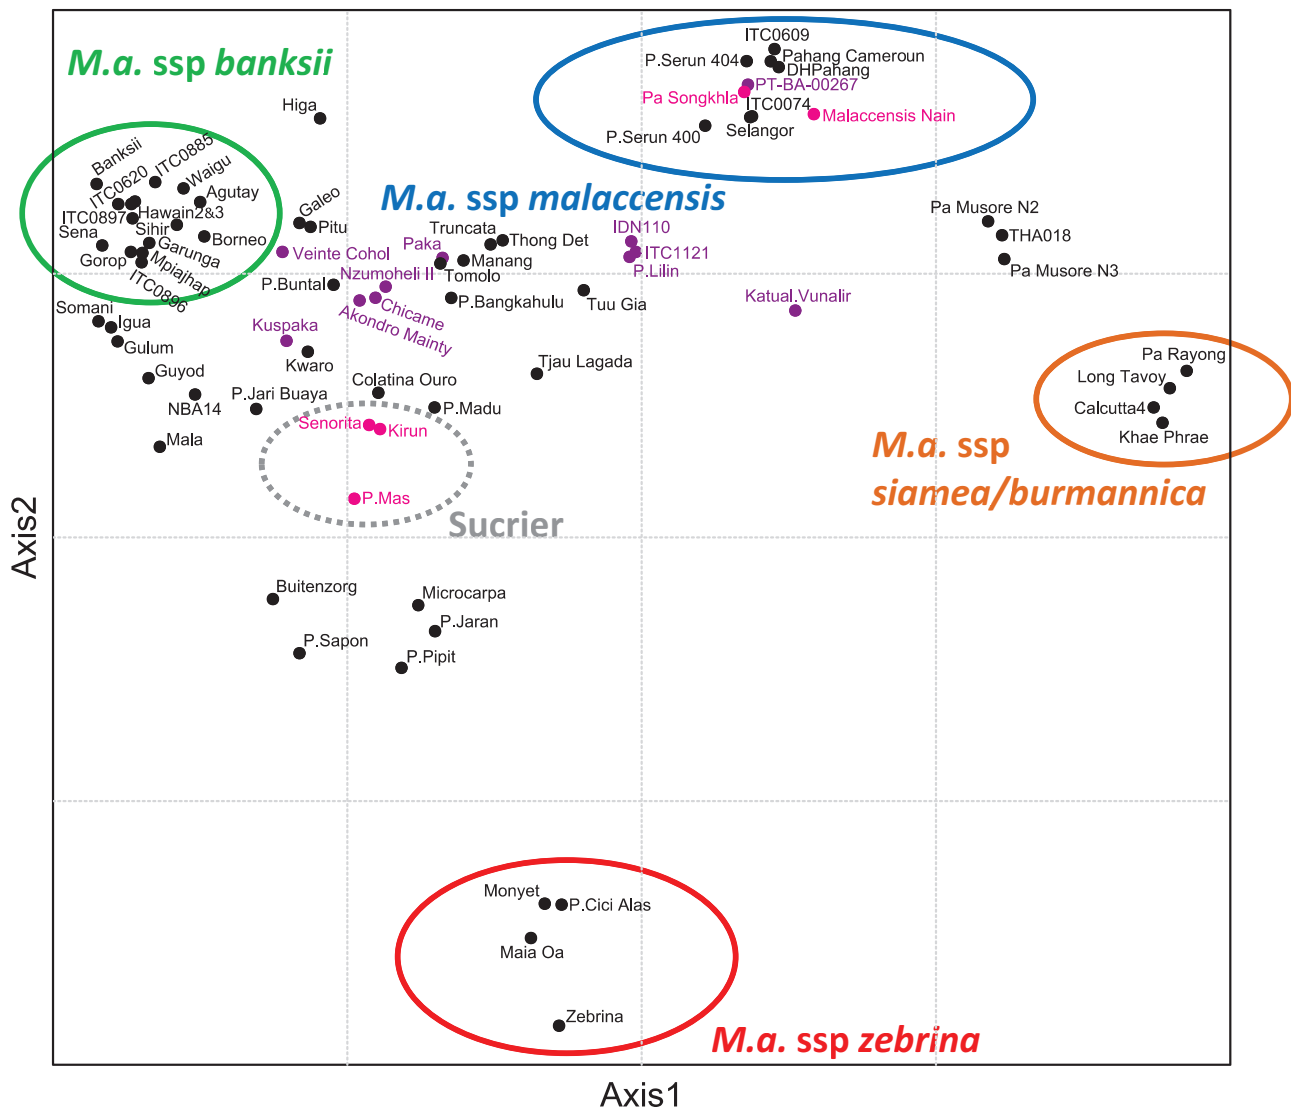 ITC0609
M.a. ssp banksii
P.Serun 404
Pahang Cameroun
DHPahang
PT-BA-00267
Pa Songkhla
ITC0074
Malaccensis Nain
Higa
P.Serun 400
Selangor
Banksii
ITC0885
ITC0620
Waigu
Agutay
M.a. ssp malaccensis
ITC0897
Hawain2&3
Galeo
Pitu
Sihir
Sena
Garunga
Borneo
Gorop
Mpiajhap
ITC0896
Truncata
Thong Det
IDN110
Pa Musore N2
THA018
Veinte Cohol
Paka
Manang
ITC1121
P.Lilin
Pa Musore N3
Nzumoheli II
Tomolo
P.Buntal
Chicame
P.Bangkahulu
Tuu Gia
Katual.Vunalir
Akondro Mainty
Somani
Igua
Gulum
Kuspaka
Kwaro
Guyod
NBA14
P.Jari Buaya
Colatina Ouro
Tjau Lagada
Pa Rayong
Long Tavoy
Calcutta4
Khae Phrae
P.Madu
Senorita
Kirun
Mala
M.a. ssp
siamea/burmannica
P.Mas
Sucrier
Axis2
Buitenzorg
Microcarpa
P.Jaran
P.Sapon
P.Pipit
Monyet
P.Cici Alas
Maia Oa
Zebrina
M.a. ssp zebrina
Axis1